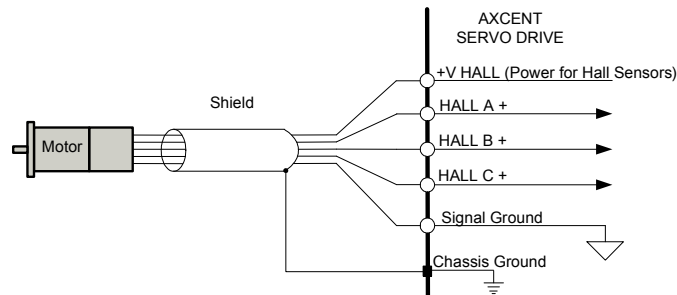 AXCENT
SERVO DRIVE
+V HALL (Power for Hall Sensors)
Shield
HALL A +
Motor
HALL B +
HALL C +
Signal Ground
Chassis Ground